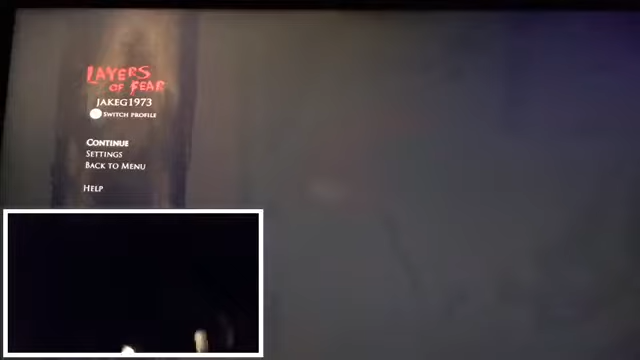 LAYERS
OF FEAR
JAKEG1973
SWITCH PROFILE
CONTINUE
SETTINGS
BACK TO MENU
HELP